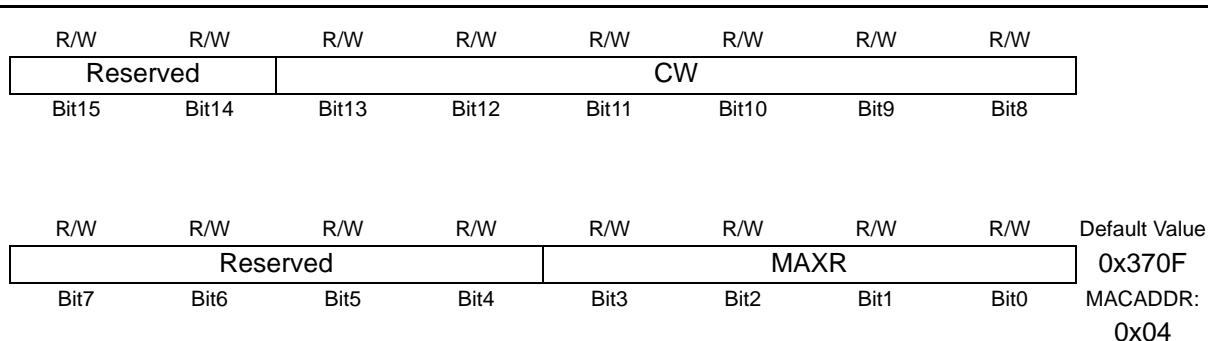 R/W R/W R/W R/W R/W R/W R/W R/W
Reserved CW
Bit15 Bit14 Bit13 Bit12 Bit11 Bit10 Bit9 Bit8
R/W R/W R/W R/W R/W R/W R/W R/W Default Value
Reserved MAXR 0x370F
Bit7 Bit6 Bit5 Bit4 Bit3 Bit2 Bit1 Bit0 MACADDR:
0x04